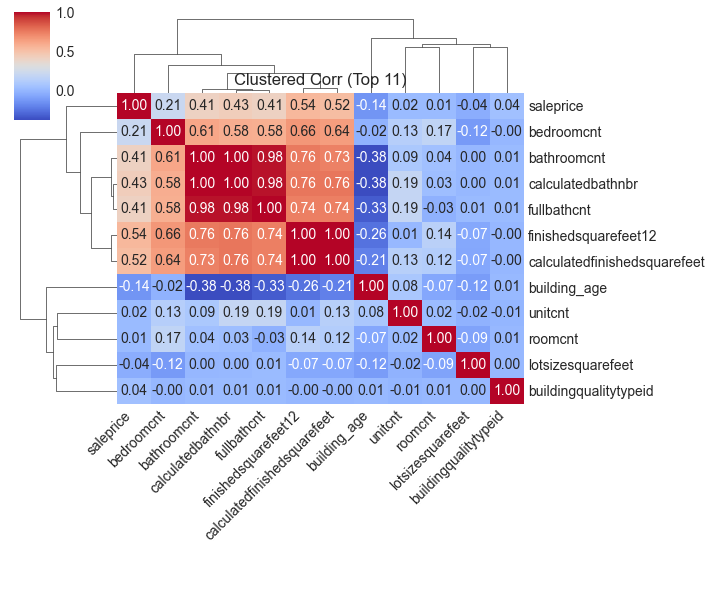 1.0
0.5
0.0
Clustered Corr (Top 11)
1.00 0.21 0.41 0.43 0.41 0.54 0.52 -0.14 0.02 0.01 -0.04 0.04 saleprice
0.21 1.00 0.61 0.58 0.58 0.66 0.64 -0.02 0.13 0.17 -0.12 -0.00 bedroomcnt
0.41 0.61 1.00 1.00 0.98 0.76 0.73 -0.38 0.09 0.04 0.00 0.01 bathroomcnt
0.43 0.58 1.00 1.00 0.98 0.76 0.76 -0.38 0.19 0.03 0.00 0.01 calculatedbathnbr
0.41 0.58 0.98 0.98 1.00 0.74 0.74 -0.33 0.19 -0.03 0.01 0.01 fullbathcnt
0.54 0.66 0.76 0.76 0.74 1.00 1.00 -0.26 0.01 0.14 -0.07 -0.00 finishedsquarefeet12
0.52 0.64 0.73 0.76 0.74 1.00 1.00 -0.21 0.13 0.12 -0.07 -0.00 calculatedfinishedsquarefeet
-0.14 -0.02 -0.38 -0.38 -0.33 -0.26 -0.21 1.00 0.08 -0.07 -0.12 0.01 building_age
0.02 0.13 0.09 0.19 0.19 0.01 0.13 0.08 1.00 0.02 -0.02 -0.01 unitcnt
0.01 0.17 0.04 0.03 -0.03 0.14 0.12 -0.07 0.02 1.00 -0.09 0.01 roomcnt
-0.04 -0.12 0.00 0.00 0.01 -0.07 -0.07 -0.12 -0.02 -0.09 1.00 0.00 lotsizesquarefeet
0.04 -0.00 0.01 0.01 0.01 -0.00 -0.00 0.01 -0.01 0.01 0.00 1.00 buildingqualitytypeid
saleprice
bedroomcnt
bathroomcnt
calculatedbathnbr
fullbathcnt
finishedsquarefeet12
calculatedfinishedsquarefeet
building_age
unitcnt
roomcnt
lotsizesquarefeet
buildingqualitytypeid